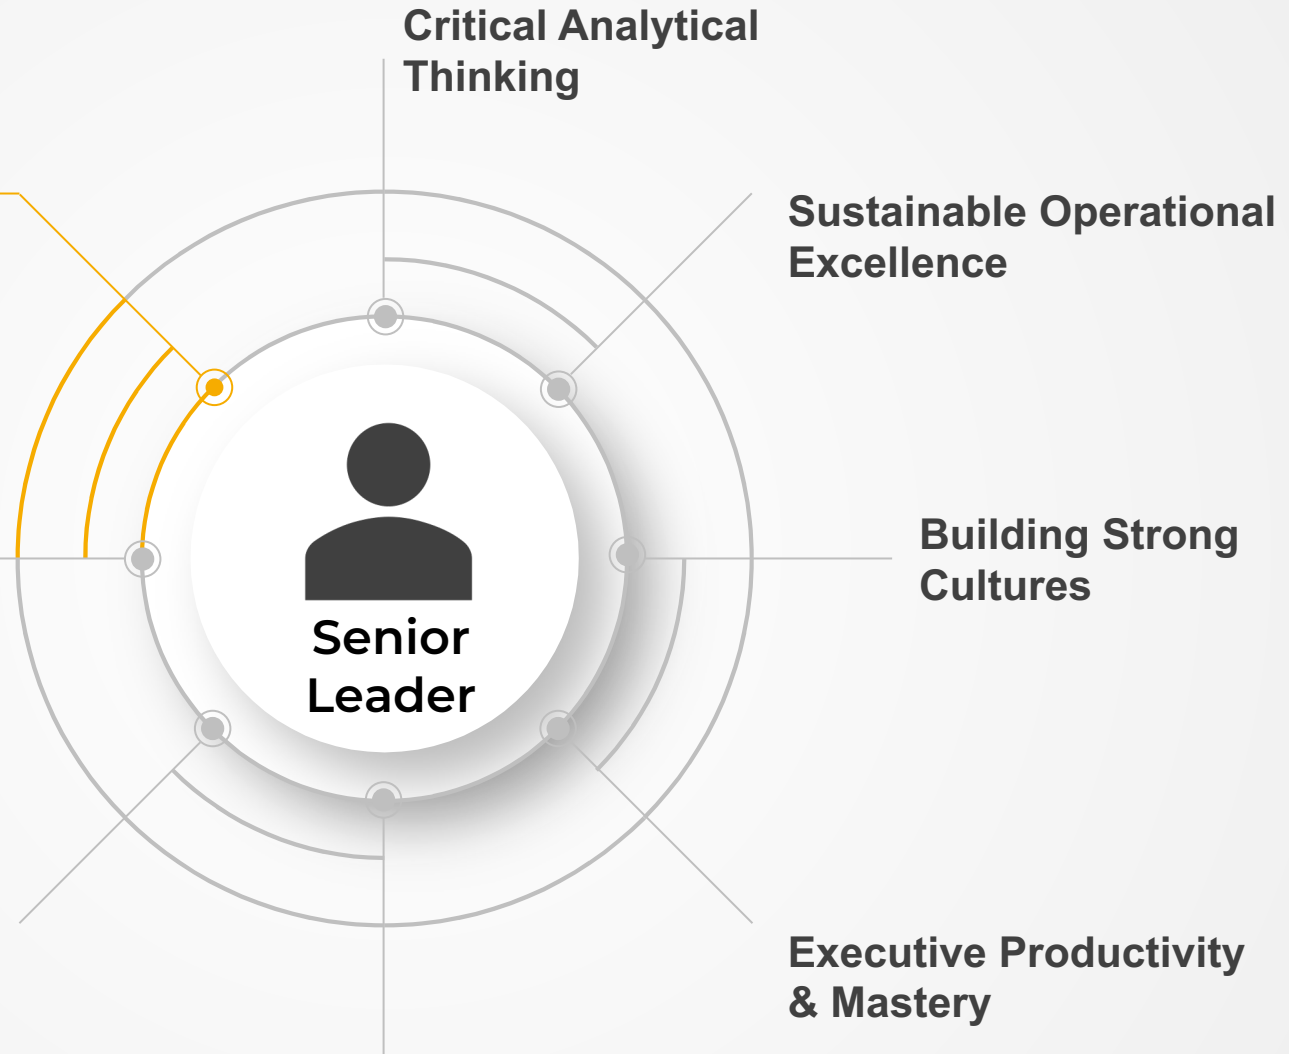 Critical Analytical
Thinking
Sustainable Operational
Excellence
Building Strong
Cultures
Senior
Leader
Executive Productivity
& Mastery